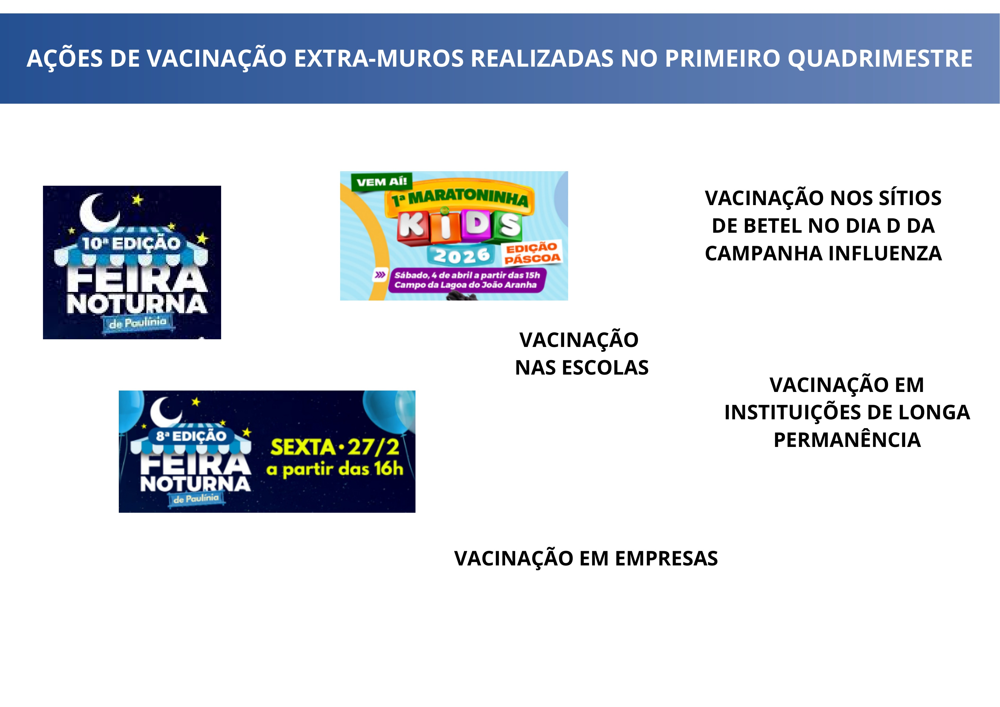 AÇÕES DE VACINAÇÃO EXTRA-MUROS REALIZADAS NO PRIMEIRO QUADRIMESTRE
10ª EDIÇÃO
FEIRA
NOTURNA
de Paulínia
VEM AÍ!
1ª MARATONINHA
KiDS
2026
EDIÇÃO
PÁSCOA
Sábado, 4 de abril a partir das 15h
Campo da Lagoa do João Aranha
VACINAÇÃO NOS SÍTIOS
DE BETEL NO DIA D DA
CAMPANHA INFLUENZA
VACINAÇÃO
NAS ESCOLAS
VACINAÇÃO EM
INSTITUIÇÕES DE LONGA
PERMANÊNCIA
8ª EDIÇÃO
FEIRA
NOTURNA
de Paulínia
SEXTA • 27/2
a partir das 16h
VACINAÇÃO EM EMPRESAS